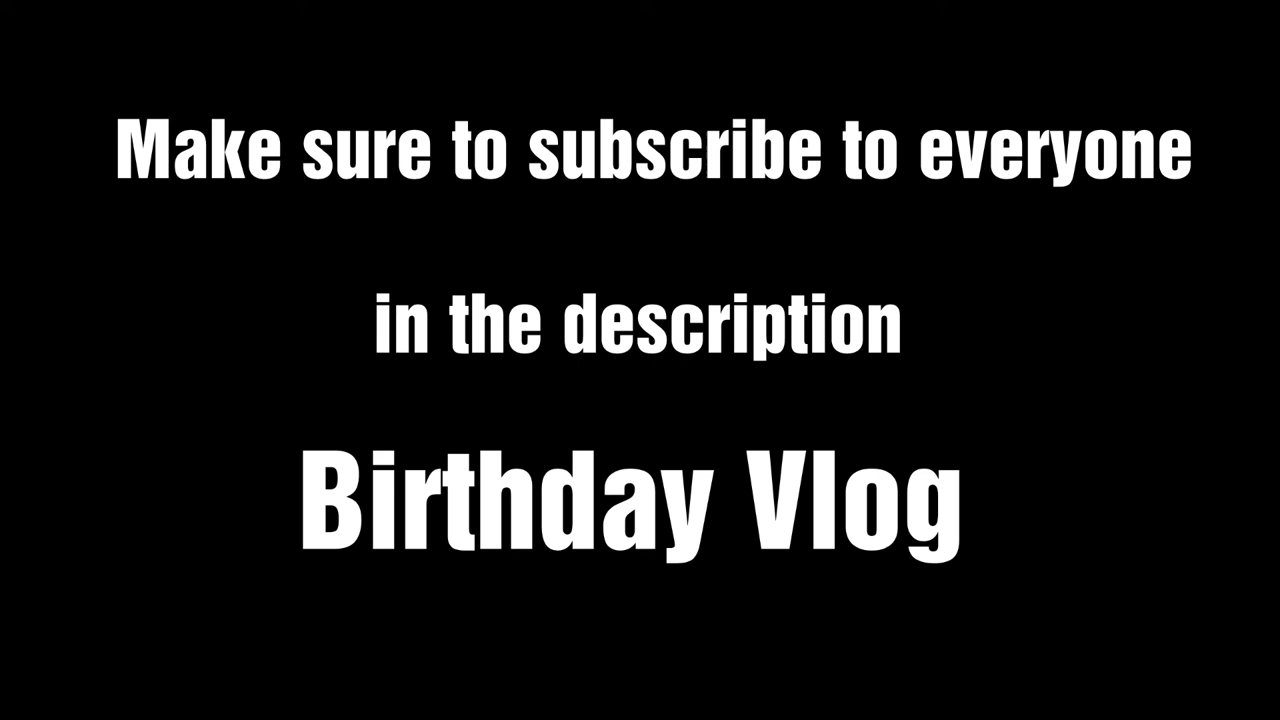 Make sure to subscribe to everyone
in the description
Birthday Vlog